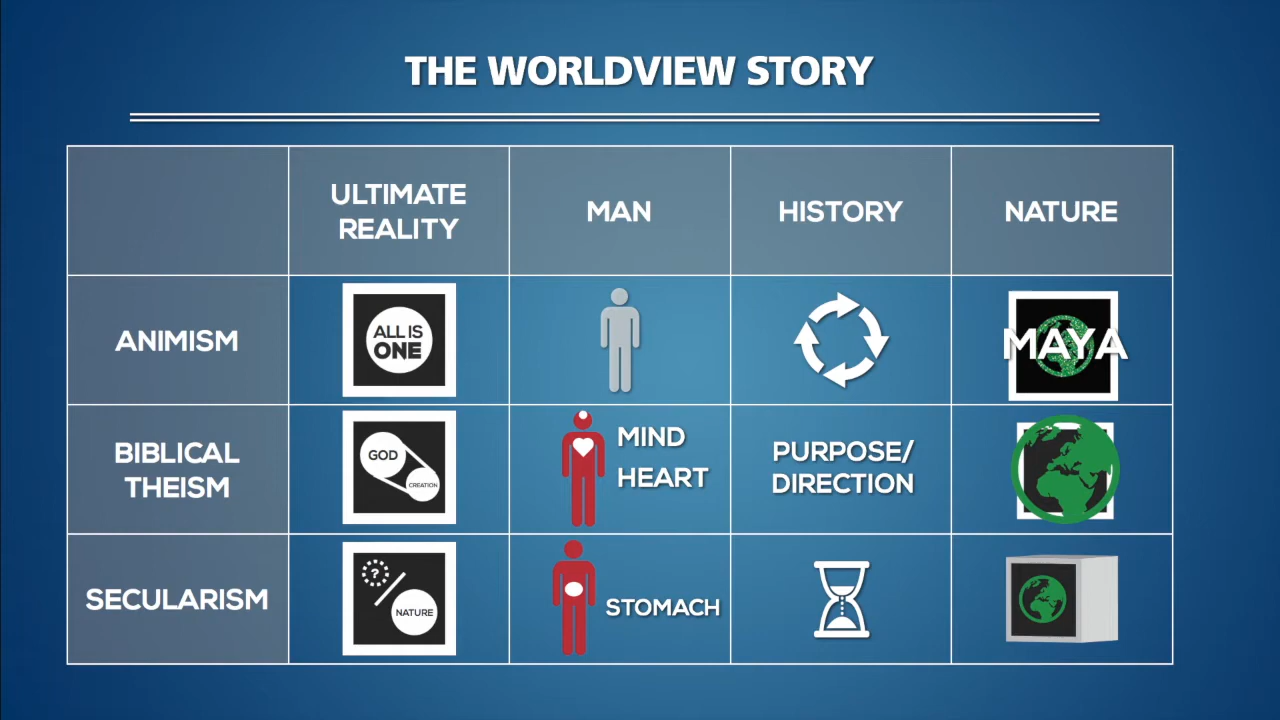 THE WORLDVIEW STORY
ULTIMATE
REALITY
MAN
HISTORY
NATURE
ANIMISM
ALL IS
ONE
MAYA
BIBLICAL
THEISM
GOD
CREATION
MIND
HEART
PURPOSE/
DIRECTION
SECULARISM
?
NATURE
STOMACH